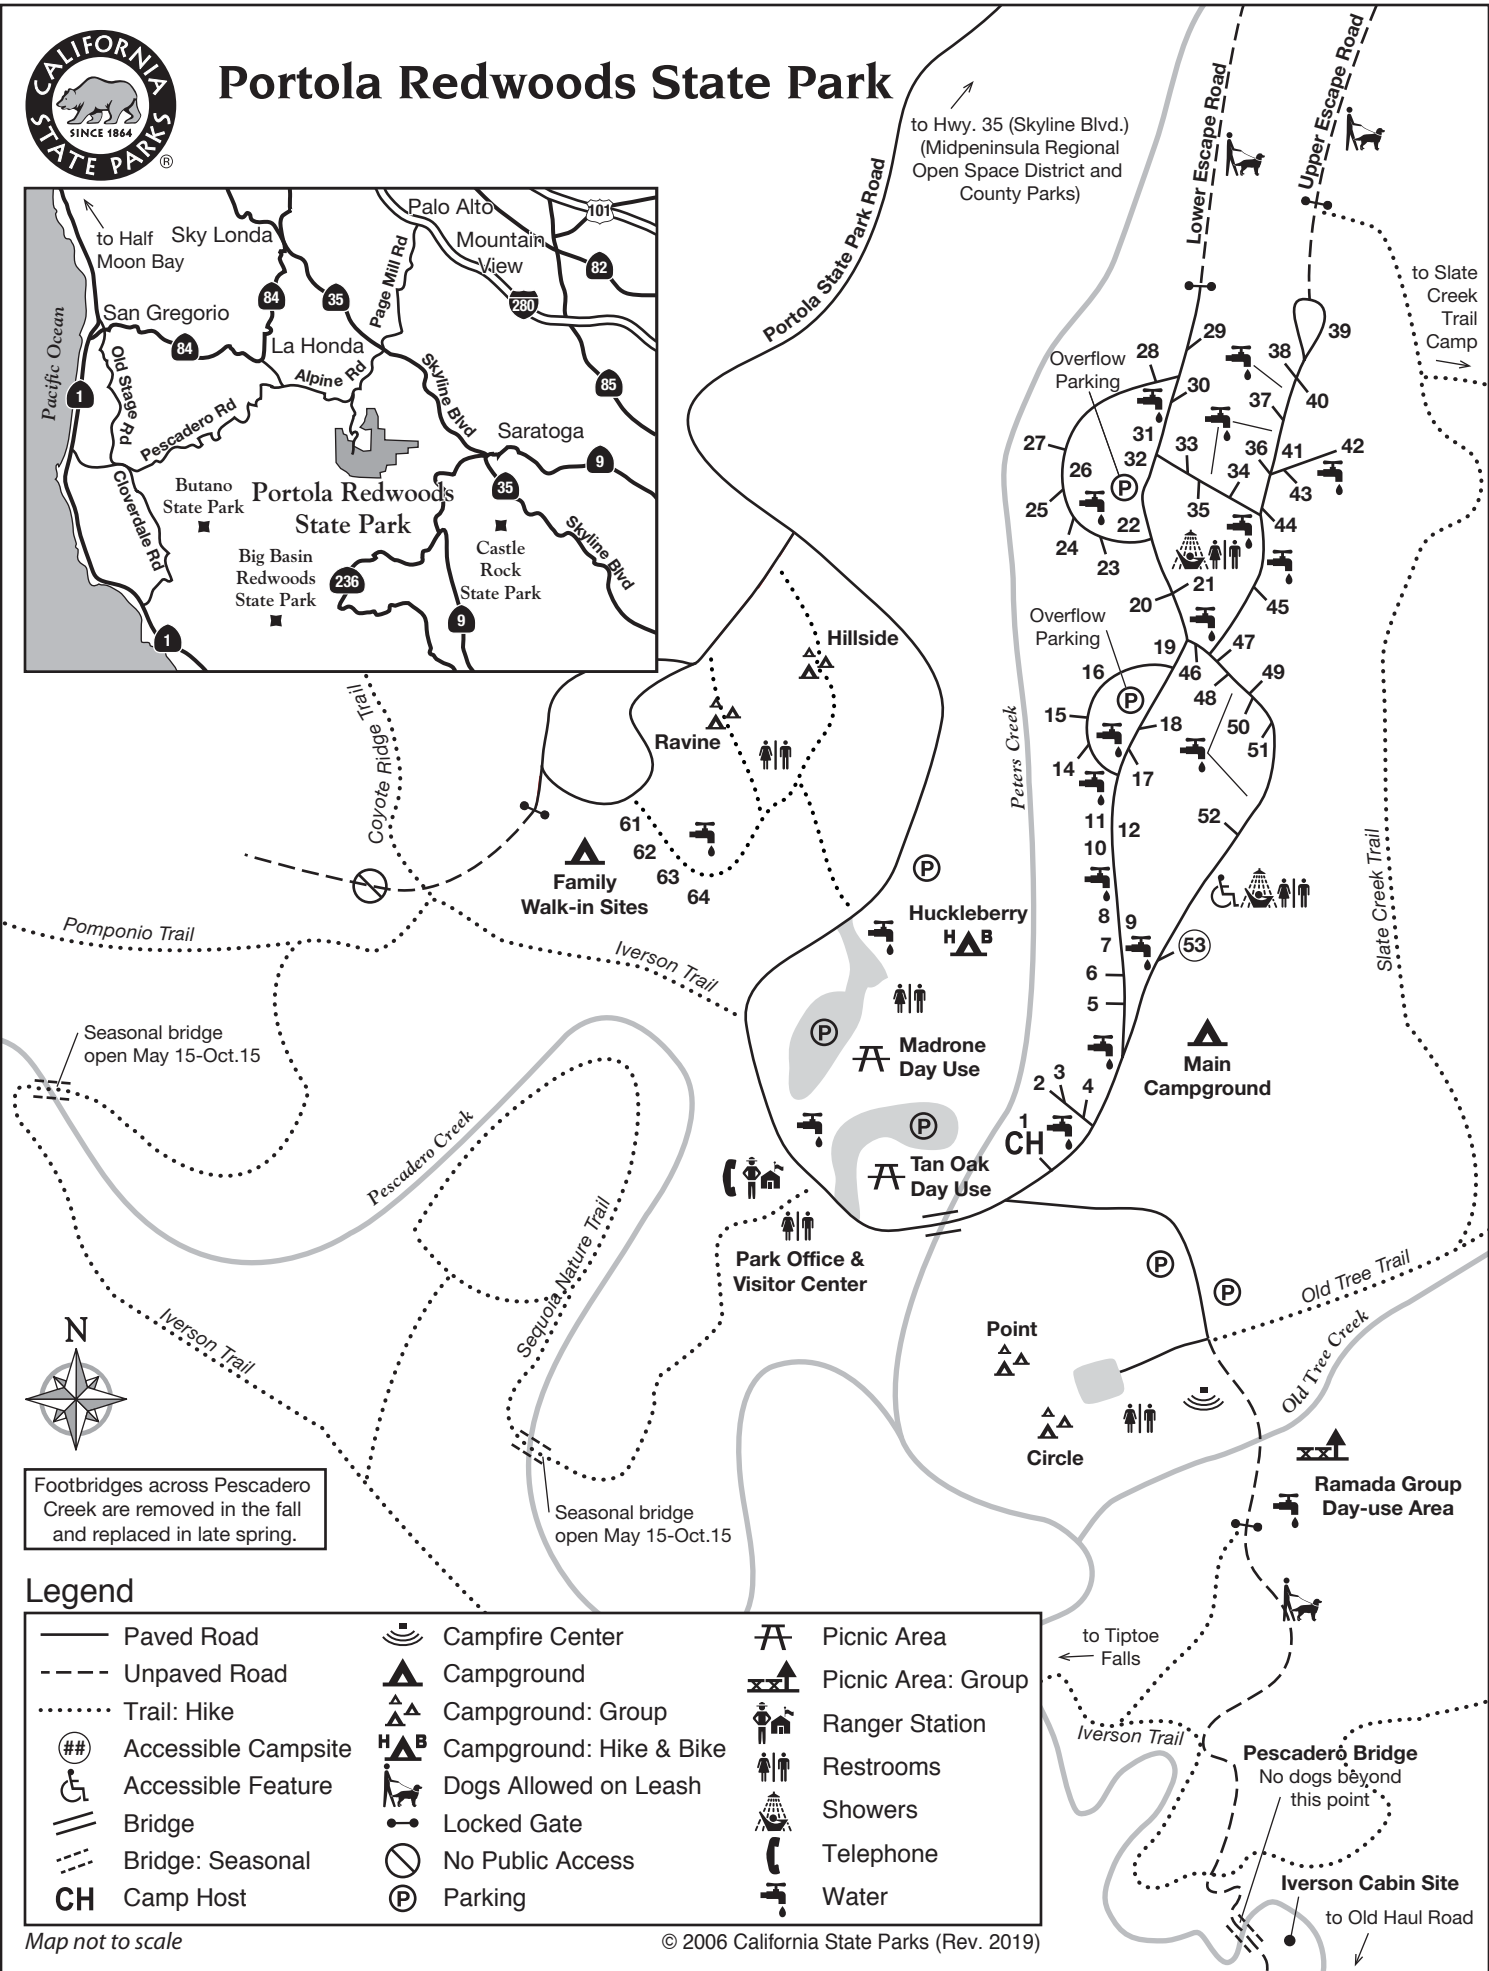 CALIFORNIA
SINCE 1864
STATE PARKS
®
Portola Redwoods State Park
to Half
Moon Bay
Sky Londa
Palo Alto
101
Mountain
View
82
84
35
Page Mill Rd
280
San Gregorio
84
La Honda
Pacific Ocean
1
Old Stage Rd
Alpine Rd
Skyline Blvd
85
Pescadero Rd
Saratoga
9
35
Butano
State Park
Portola Redwoods
State Park
Cloverdale Rd
Big Basin
Redwoods
State Park
236
Castle
Rock
State Park
Skyline Blvd
9
1
to Hwy. 35 (Skyline Blvd.)
(Midpeninsula Regional
Open Space District and
County Parks)
Portola State Park Road
Lower Escape Road
Upper Escape Road
to Slate
Creek
Trail
Camp
29
39
28
38
Overflow
Parking
30
40
37
27
31
33
36
41
42
32
26
34
P
43
25
35
22
44
24
23
21
20
45
Overflow
Parking
19
47
16
46
49
48
P
15
18
50
51
14
17
11
12
52
10
8
9
7
53
6
5
Main
Campground
3
2
4
1
CH
Peters Creek
Slate Creek Trail
Hillside
Ravine
61
62
63
64
Family
Walk-in Sites
Coyote Ridge Trail
Pomponio Trail
Iverson Trail
P
Huckleberry
H B
P
Madrone
Day Use
P
Tan Oak
Day Use
Park Office &
Visitor Center
Seasonal bridge
open May 15-Oct.15
Pescadero Creek
Sequoia Nature Trail
Iverson Trail
N
Footbridges across Pescadero
Creek are removed in the fall
and replaced in late spring.
Seasonal bridge
open May 15-Oct.15
P
P
Old Tree Trail
Old Tree Creek
Point
Circle
Ramada Group
Day-use Area
to Tiptoe
Falls
Iverson Trail
Pescadero Bridge
No dogs beyond
this point
Iverson Cabin Site
to Old Haul Road
Legend
Paved Road
Unpaved Road
Trail: Hike
## Accessible Campsite
Accessible Feature
Bridge
Bridge: Seasonal
CH Camp Host
Campfire Center
Campground
Campground: Group
H B Campground: Hike & Bike
Dogs Allowed on Leash
Locked Gate
No Public Access
P Parking
Picnic Area
Picnic Area: Group
Ranger Station
Restrooms
Showers
Telephone
Water
Map not to scale
© 2006 California State Parks (Rev. 2019)